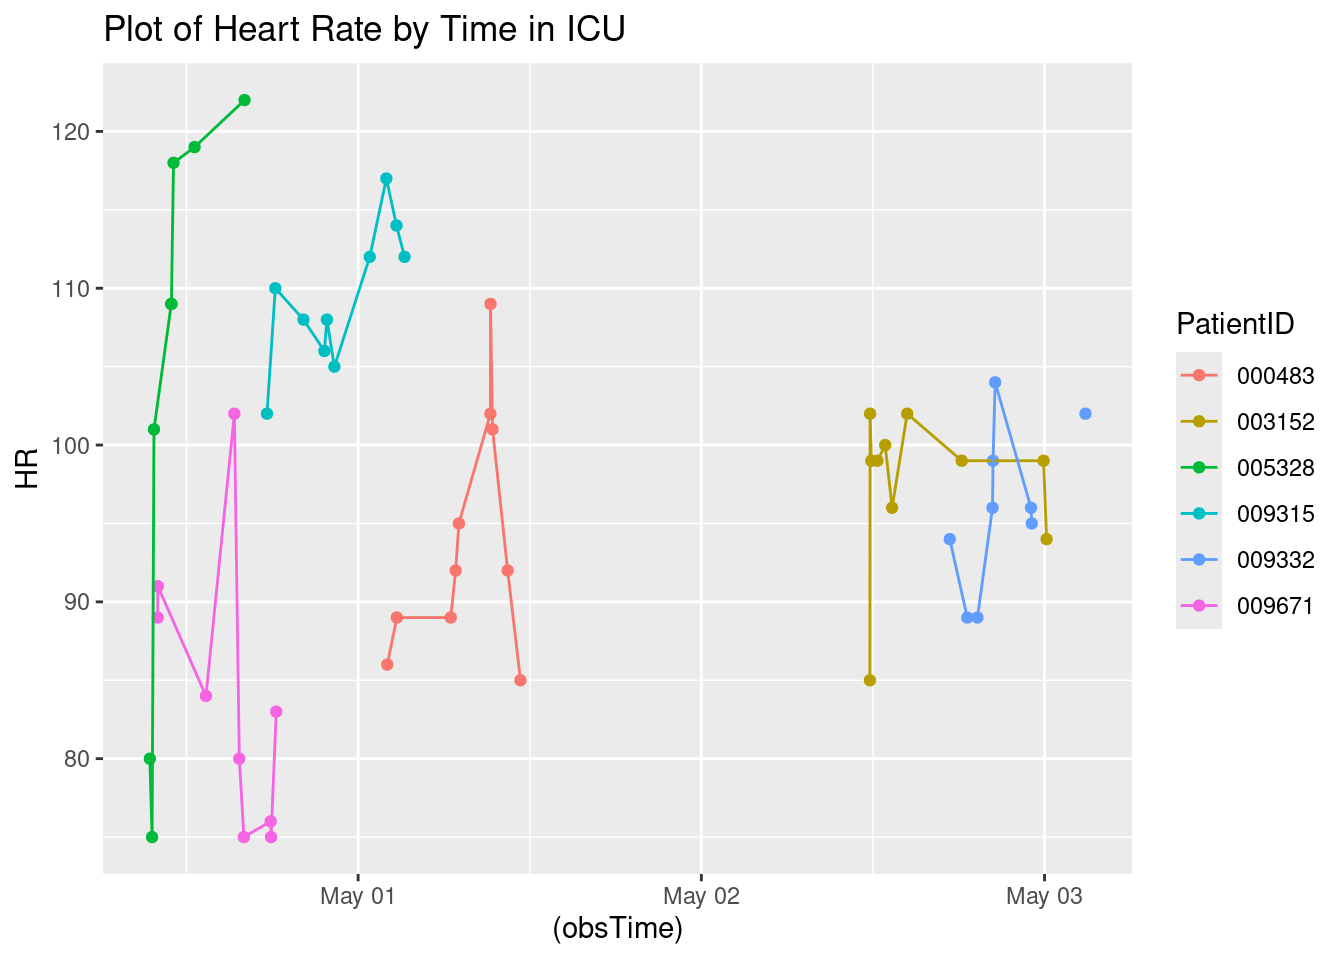 Plot of Heart Rate by Time in ICU
120
110
100
90
80
HR
May 01
May 02
May 03
(obsTime)
PatientID
000483
003152
005328
009315
009332
009671